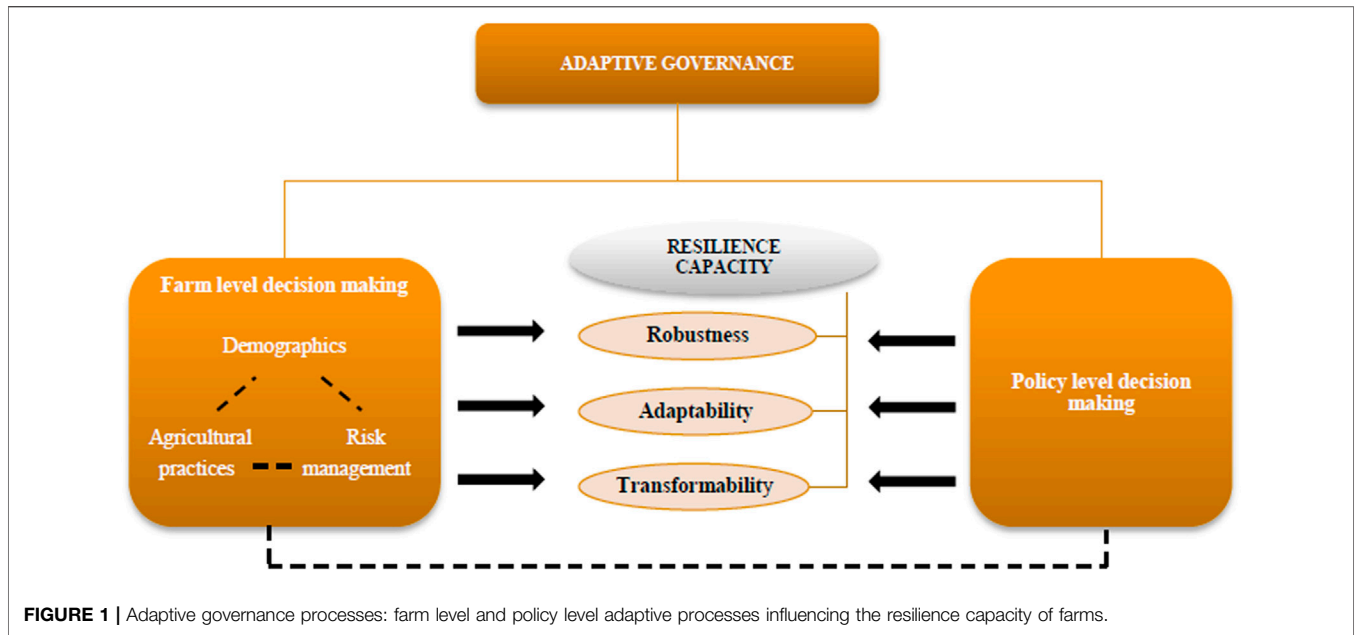 ADAPTIVE GOVERNANCE
RESILIENCE
CAPACITY
Farm level decision making
Demographics
Agricultural
practices
Risk
management
Robustness
Adaptability
Transformability
Policy level decision
making
FIGURE 1 | Adaptive governance processes: farm level and policy level adaptive processes influencing the resilience capacity of farms.